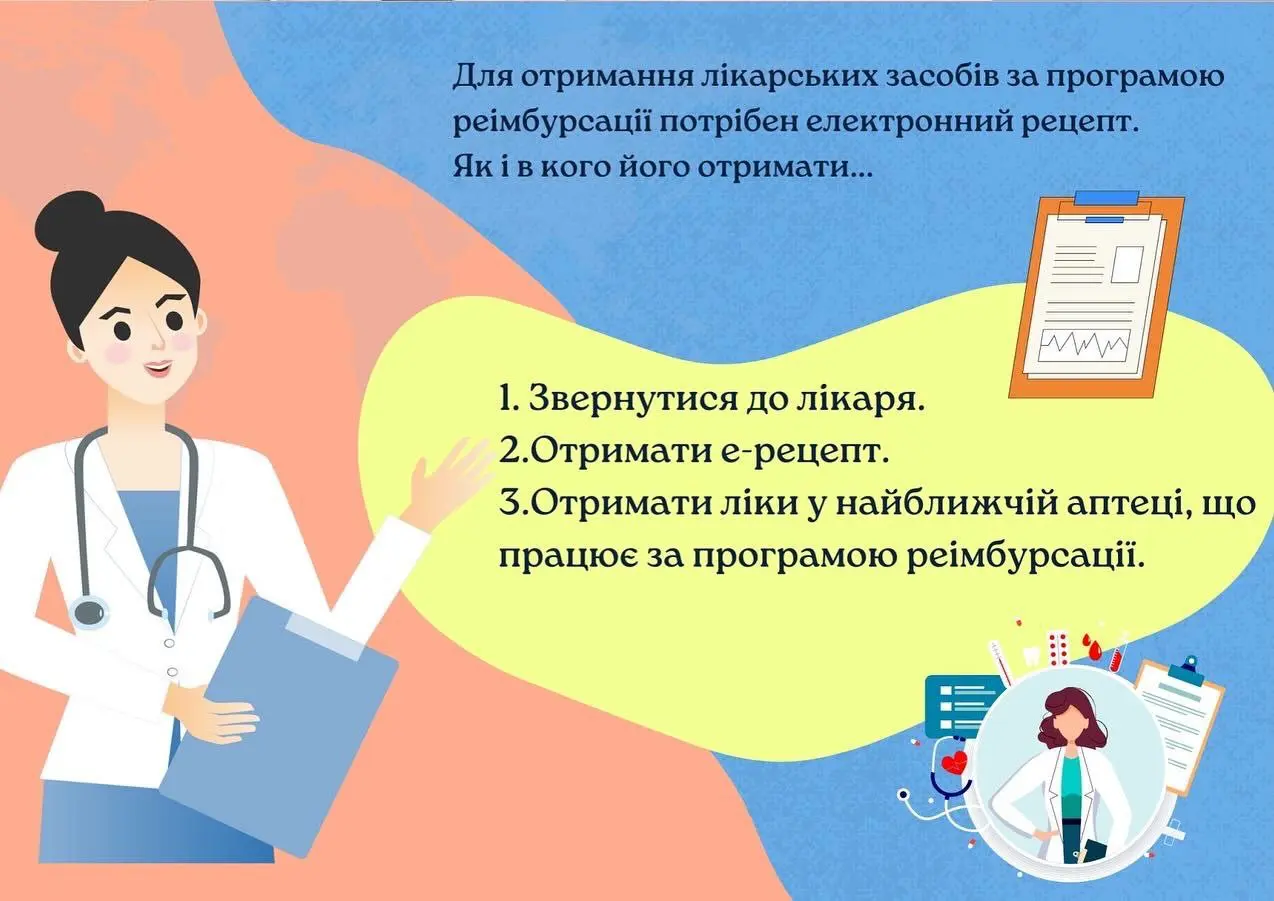 Для отримання лікарських засобів за програмою
реімбурсації потрібен електронний рецепт.
Як і в кого його отримати...
1. Звернутися до лікаря.
2.Отримати е-рецепт.
3.Отримати ліки у найближчій аптеці, що
працює за програмою реімбурсації.